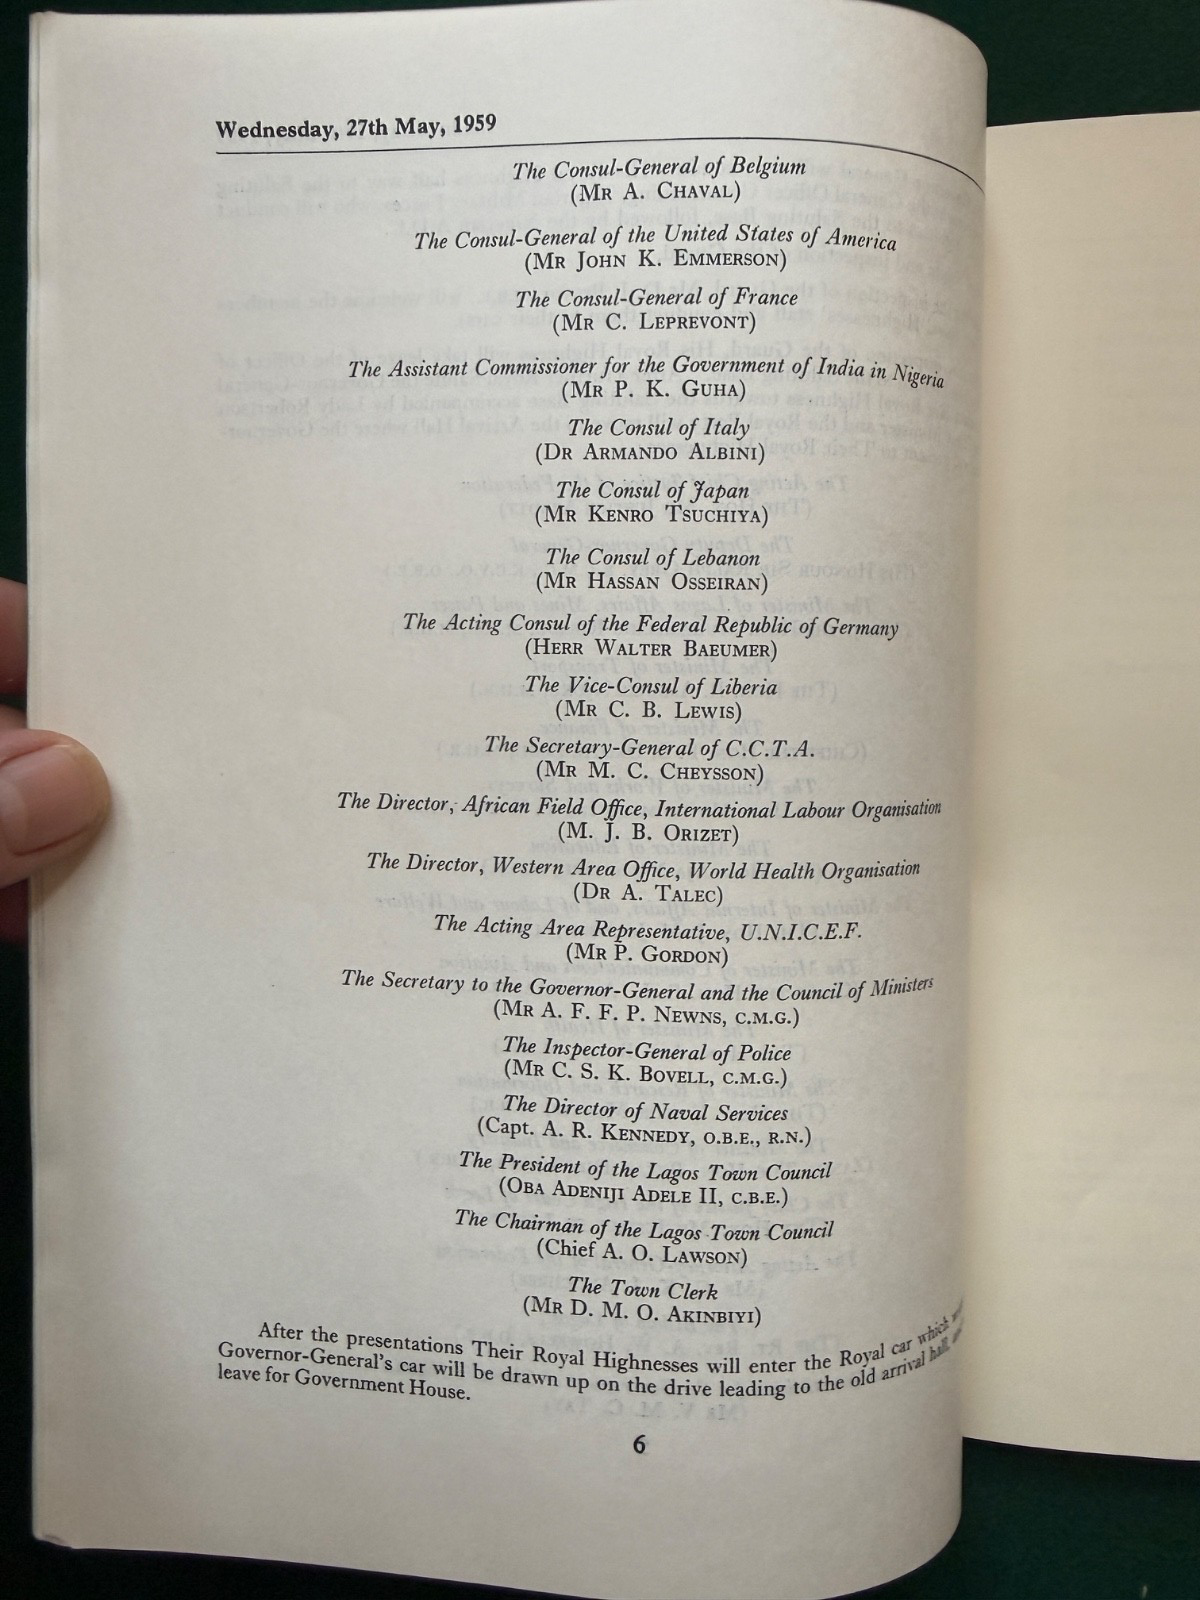 Wednesday, 27th May, 1959
The Consul-General of Belgium
(MR A. CHAVAL)
The Consul-General of the United States of America
(MR JOHN K. EMMERSON)
The Consul-General of France
(MR C. LEPREVONT)
The Assistant Commissioner for the Government of India in Nigeria
(MR P. K. GUHA)
The Consul of Italy
(DR ARMANDO ALBINI)
The Consul of Japan
(MR KENRO TSUCHIYA)
The Consul of Lebanon
(MR HASSAN OSSEIRAN)
The Acting Consul of the Federal Republic of Germany
(HERR WALTER BAEUMER)
The Vice-Consul of Liberia
(MR C. B. LEWIS)
The Secretary-General of C.C.T.A.
(MR M. C. CHEYSSON)
The Director, African Field Office, International Labour Organisation
(M. J. B. ORIZET)
The Director, Western Area Office, World Health Organisation
(DR A. TALEC)
The Acting Area Representative, U.N.I.C.E.F.
(MR P. GORDON)
The Secretary to the Governor-General and the Council of Ministers
(MR A. F. F. P. NEWNS, C.M.G.)
The Inspector-General of Police
(MR C. S. K. BOVELL, C.M.G.)
The Director of Naval Services
(Capt. A. R. KENNEDY, O.B.E., R.N.)
The President of the Lagos Town Council
(OBA ADENIJI ADELE II, C.B.E.)
The Chairman of the Lagos Town Council
(Chief A. O. LAWSON)
The Town Clerk
(MR D. M. O. AKINBIYI)
After the presentations Their Royal Highnesses will enter the Royal car which
Governor-General's car will be drawn up on the drive leading to the old arrival hall,
leave for Government House.
6